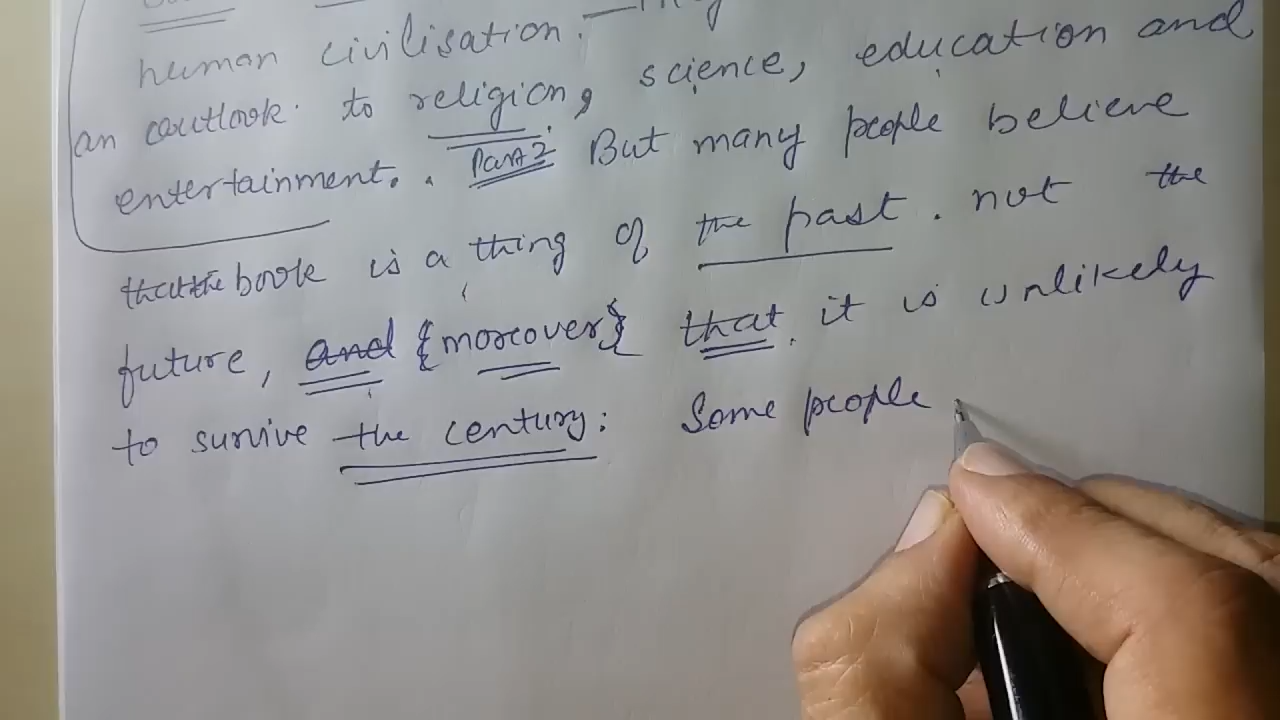 human civilisation.
an outlook to religion, science, education and
entertainment. Part 2 But many people believe
that the book is a thing of the past. not the
future, and {moreover} that. it is unlikely
to survive the century. Some people